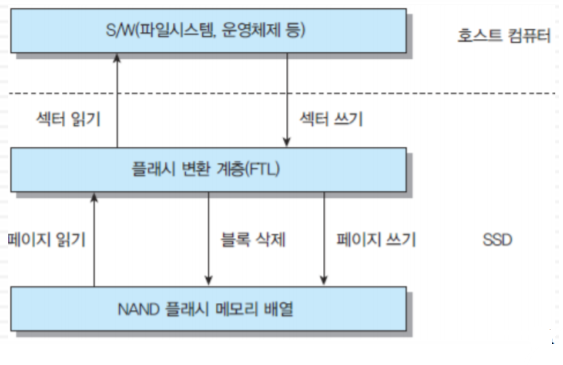 S/W(파일시스템, 운영체제 등)
호스트 컴퓨터
섹터 읽기
섹터 쓰기
플래시 변환 계층(FTL)
페이지 읽기
블록 삭제
페이지 쓰기
SSD
NAND 플래시 메모리 배열